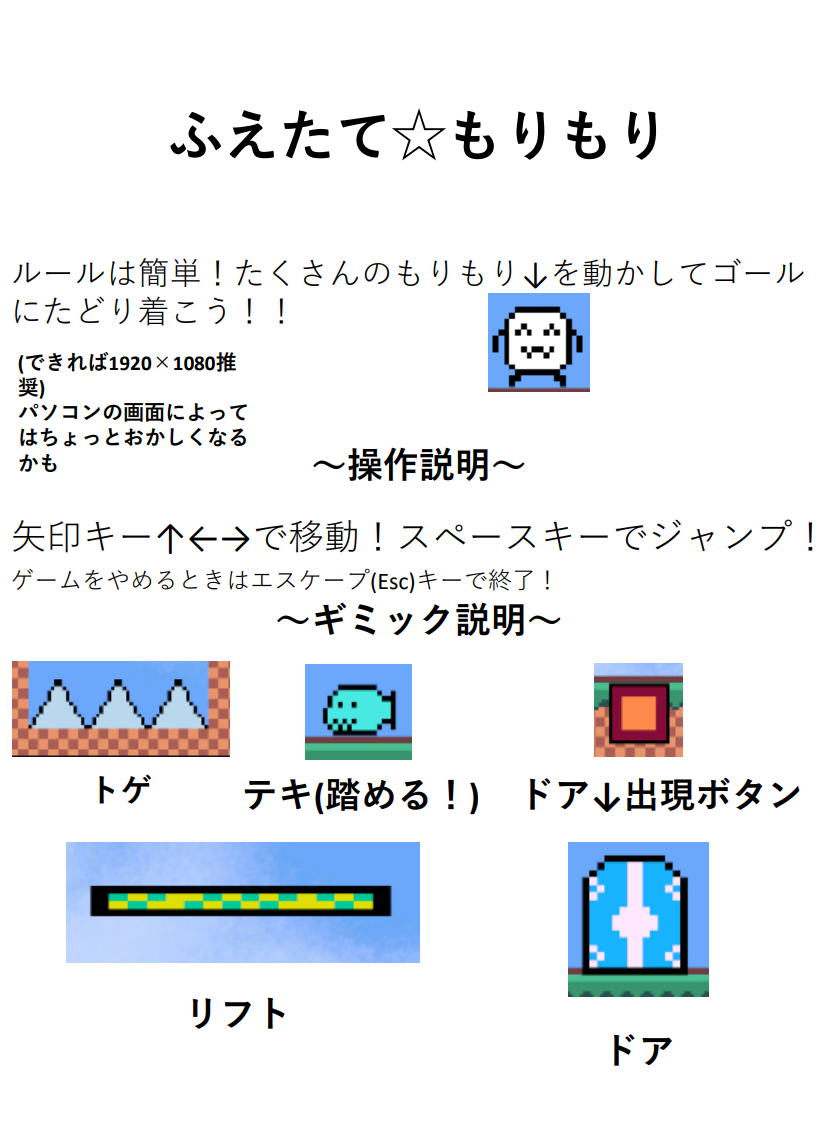 ふえたて☆もりもり
ルールは簡単！たくさんのもりもり↓を動かしてゴール
にたどり着こう！！
(できれば1920×1080推
奨)
パソコンの画面によって
はちょっとおかしくなる
かも
～操作説明～
矢印キー↑←→で移動！スペースキーでジャンプ！
ゲームをやめるときはエスケープ(Esc)キーで終了！
～ギミック説明～
トゲ
テキ(踏める！)
ドア↓出現ボタン
リフト
ドア